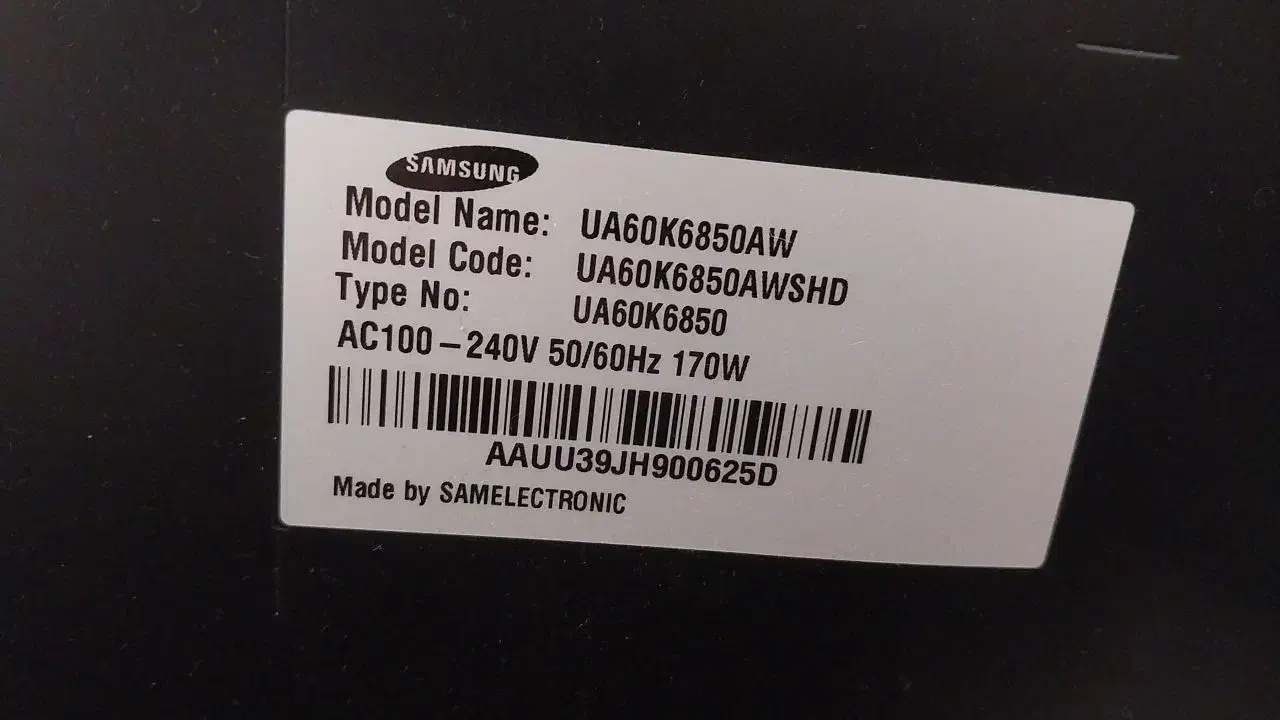 SAMSUNG
Model Name: UA60K6850AW
Model Code: UA60K6850AWSHD
Type No: UA60K6850
AC100-240V 50/60Hz 170W
AAUU39JH900625D
Made by SAMELECTRONIC